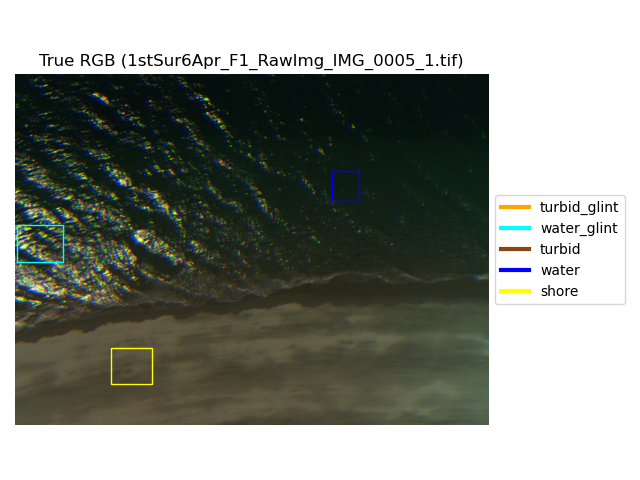 True RGB (1stSur6Apr_F1_RawImg_IMG_0005_1.tif)
turbid_glint
water_glint
turbid
water
shore